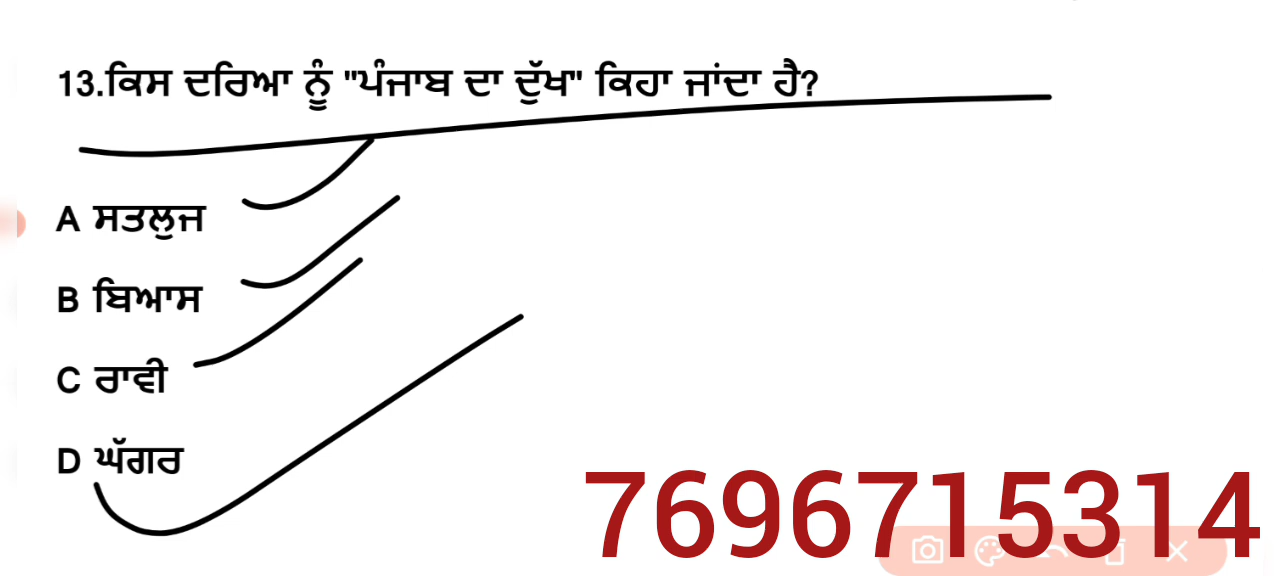 13.ਕਿਸ ਦਰਿਆ ਨੂੰ "ਪੰਜਾਬ ਦਾ ਦੁੱਖ" ਕਿਹਾ ਜਾਂਦਾ ਹੈ?
A ਸਤਲੁਜ
B ਬਿਆਸ
C ਰਾਵੀ
D ਘੱਗਰ
7696715314